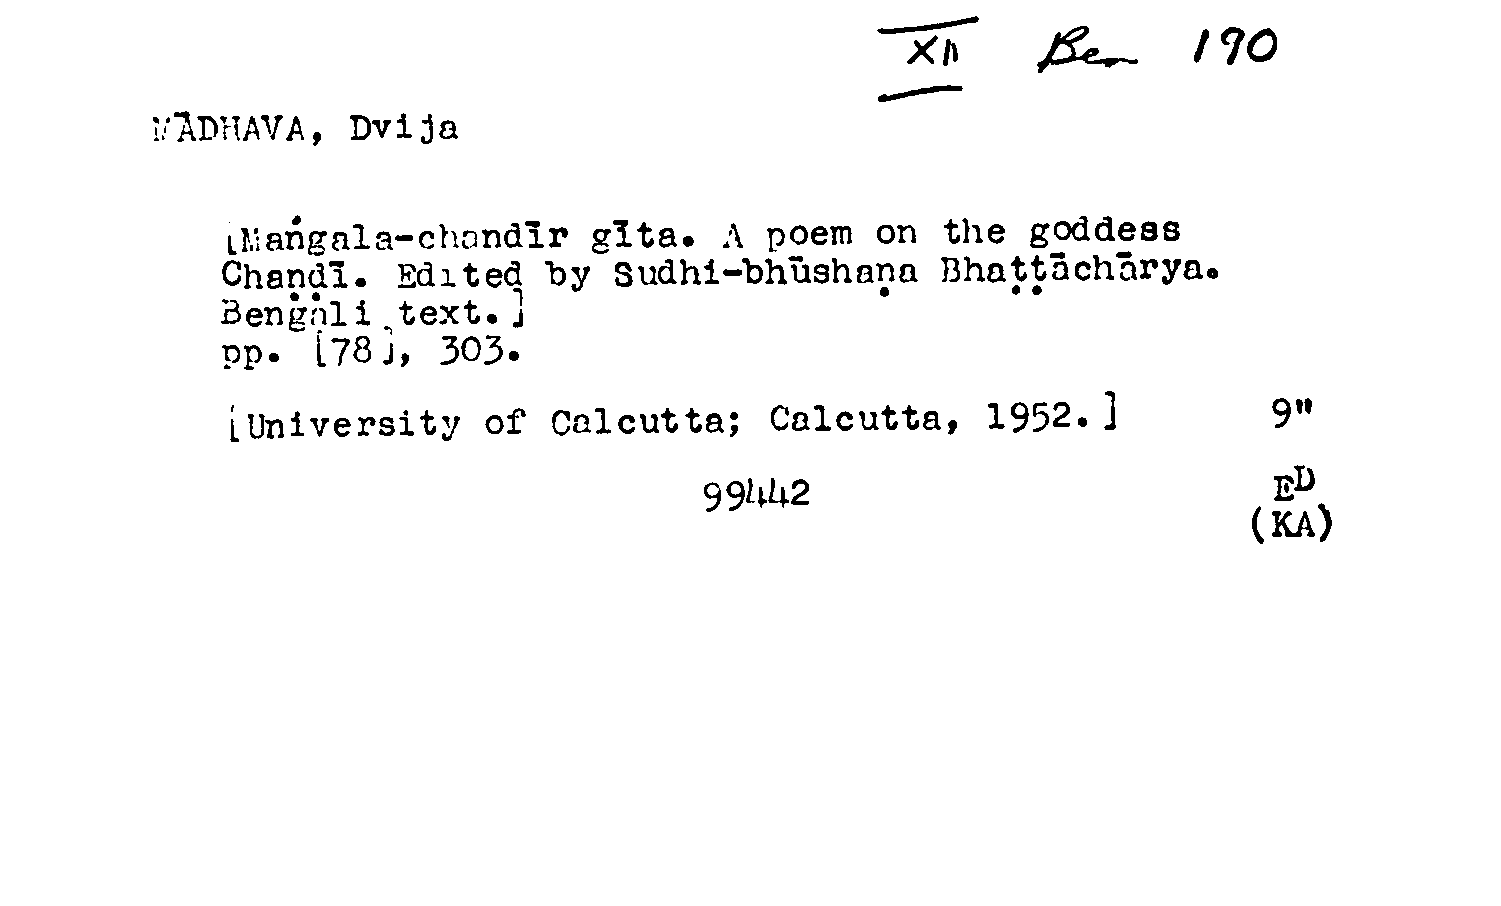 XII Ben 190
MĀDHAVA, Dvija
[Maṅgala-chandīr gīta. A poem on the goddess
Chaṇḍī. Edited by Sudhi-bhūshaṇa Bhaṭṭāchārya.
Bengali text.]
pp. [78], 303.
[University of Calcutta; Calcutta, 1952.] 9"
99442 ED
(KA)